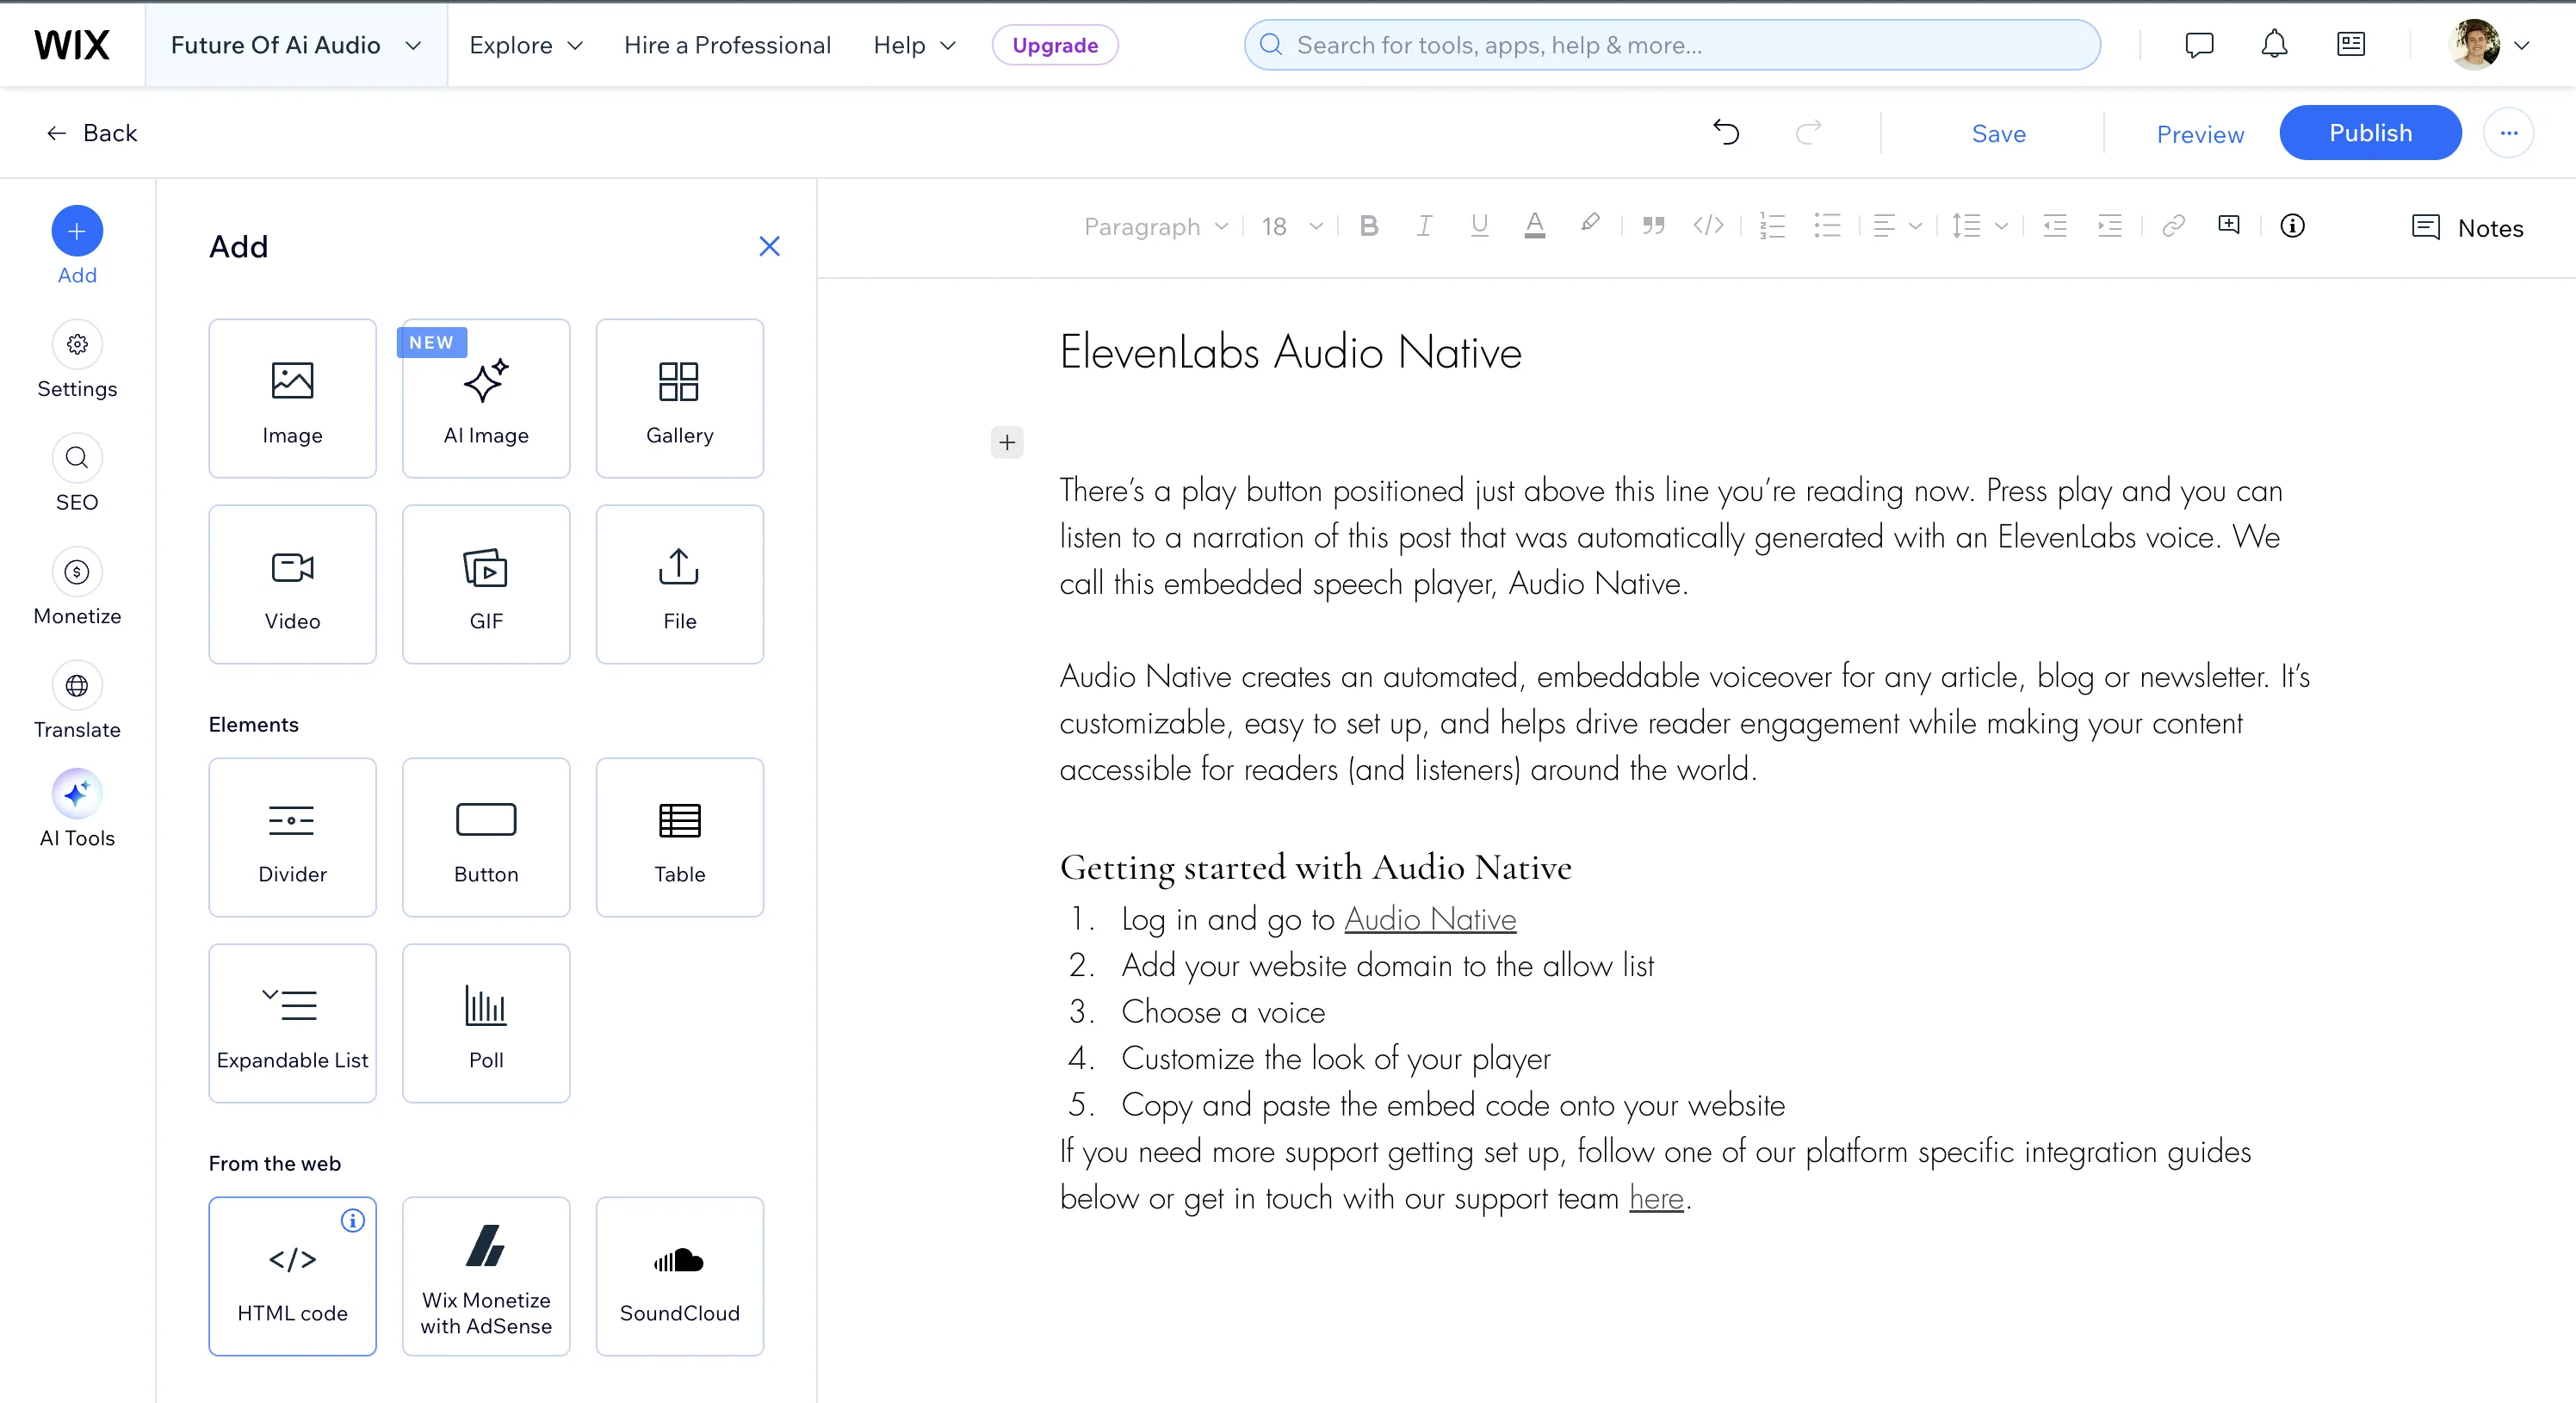 WIX
Future Of Ai Audio
Explore
Hire a Professional
Help
Upgrade
Search for tools, apps, help & more...
Back
Save
Preview
Publish
Add
Settings
SEO
Monetize
Translate
AI Tools
Add
Image
NEW
AI Image
Gallery
Video
GIF
File
Elements
Divider
Button
Table
Expandable List
Poll
From the web
HTML code
Wix Monetize
with AdSense
SoundCloud
Paragraph
18
Notes
ElevenLabs Audio Native
There’s a play button positioned just above this line you’re reading now. Press play and you can
listen to a narration of this post that was automatically generated with an ElevenLabs voice. We
call this embedded speech player, Audio Native.
Audio Native creates an automated, embeddable voiceover for any article, blog or newsletter. It’s
customizable, easy to set up, and helps drive reader engagement while making your content
accessible for readers (and listeners) around the world.
Getting started with Audio Native
1. Log in and go to Audio Native
2. Add your website domain to the allow list
3. Choose a voice
4. Customize the look of your player
5. Copy and paste the embed code onto your website
If you need more support getting set up, follow one of our platform specific integration guides
below or get in touch with our support team here.